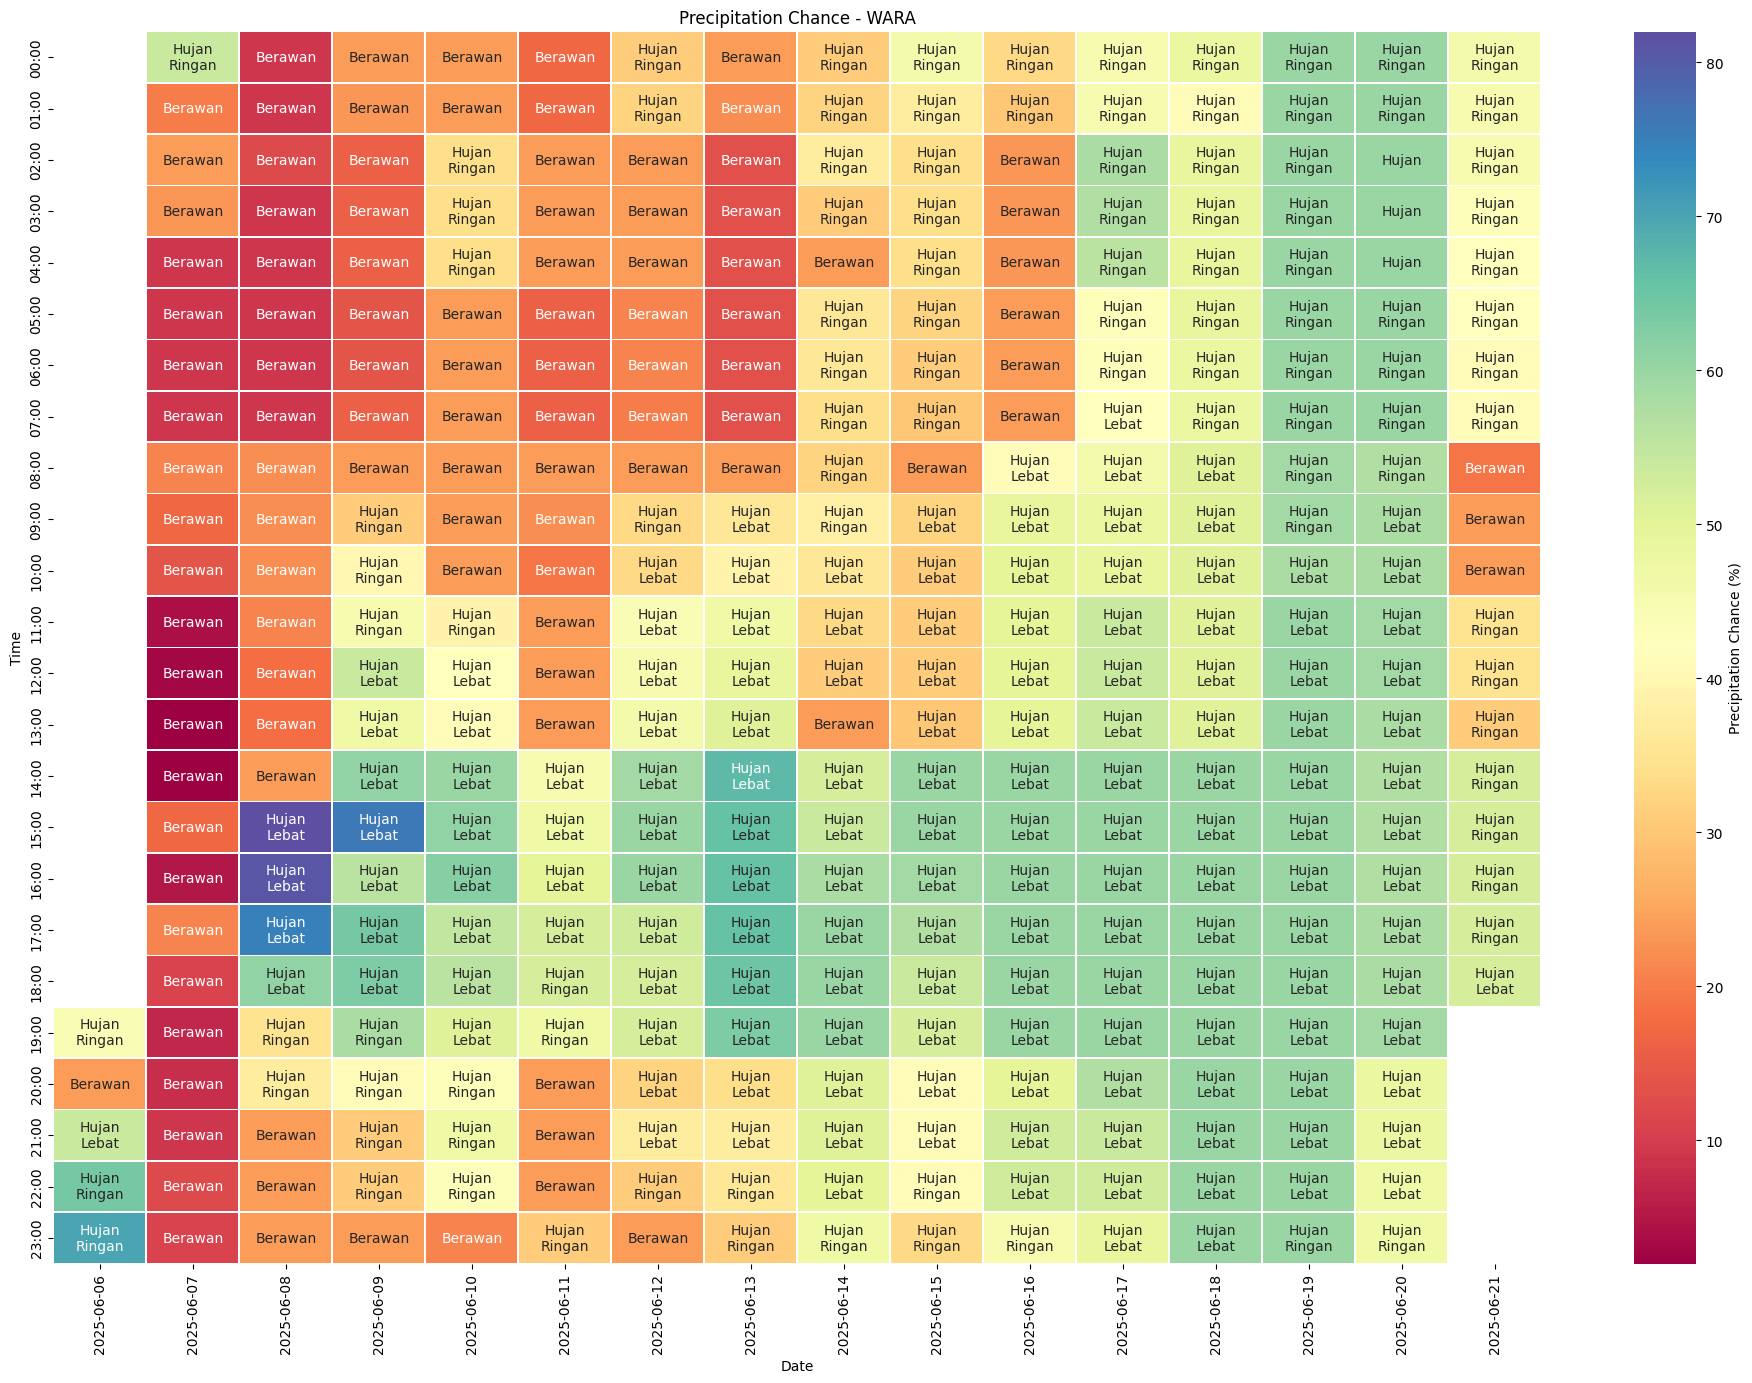 Precipitation Chance - WARA
00:00 Hujan Ringan Berawan Berawan Berawan Berawan Hujan Ringan Berawan Hujan Ringan Hujan Ringan Hujan Ringan Hujan Ringan Hujan Ringan Hujan Ringan Hujan Ringan Hujan Ringan
01:00 Berawan Berawan Berawan Berawan Berawan Hujan Ringan Berawan Hujan Ringan Hujan Ringan Hujan Ringan Hujan Ringan Hujan Ringan Hujan Ringan Hujan Ringan Hujan Ringan
02:00 Berawan Berawan Berawan Hujan Ringan Berawan Berawan Berawan Hujan Ringan Hujan Ringan Berawan Hujan Ringan Hujan Ringan Hujan Ringan Hujan Hujan Ringan
03:00 Berawan Berawan Berawan Hujan Ringan Berawan Berawan Berawan Hujan Ringan Hujan Ringan Berawan Hujan Ringan Hujan Ringan Hujan Ringan Hujan Hujan Ringan
04:00 Berawan Berawan Berawan Hujan Ringan Berawan Berawan Berawan Berawan Hujan Ringan Berawan Hujan Ringan Hujan Ringan Hujan Ringan Hujan Hujan Ringan
05:00 Berawan Berawan Berawan Berawan Berawan Berawan Berawan Hujan Ringan Hujan Ringan Berawan Hujan Ringan Hujan Ringan Hujan Ringan Hujan Ringan Hujan Ringan
06:00 Berawan Berawan Berawan Berawan Berawan Berawan Berawan Hujan Ringan Hujan Ringan Berawan Hujan Ringan Hujan Ringan Hujan Ringan Hujan Ringan Hujan Ringan
07:00 Berawan Berawan Berawan Berawan Berawan Berawan Berawan Hujan Ringan Hujan Ringan Berawan Hujan Lebat Hujan Ringan Hujan Ringan Hujan Ringan Hujan Ringan
08:00 Berawan Berawan Berawan Berawan Berawan Berawan Berawan Hujan Ringan Berawan Hujan Lebat Hujan Lebat Hujan Lebat Hujan Ringan Hujan Ringan Berawan
09:00 Berawan Berawan Hujan Ringan Berawan Berawan Hujan Ringan Hujan Lebat Hujan Ringan Hujan Lebat Hujan Lebat Hujan Lebat Hujan Lebat Hujan Ringan Hujan Lebat Berawan
10:00 Berawan Berawan Hujan Ringan Berawan Berawan Hujan Lebat Hujan Lebat Hujan Lebat Hujan Lebat Hujan Lebat Hujan Lebat Hujan Lebat Hujan Lebat Hujan Lebat Berawan
11:00 Berawan Berawan Hujan Ringan Hujan Ringan Berawan Hujan Lebat Hujan Lebat Hujan Lebat Hujan Lebat Hujan Lebat Hujan Lebat Hujan Lebat Hujan Lebat Hujan Lebat Hujan Ringan
12:00 Berawan Berawan Hujan Lebat Hujan Lebat Berawan Hujan Lebat Hujan Lebat Hujan Lebat Hujan Lebat Hujan Lebat Hujan Lebat Hujan Lebat Hujan Lebat Hujan Lebat Hujan Ringan
13:00 Berawan Berawan Hujan Lebat Hujan Lebat Berawan Hujan Lebat Hujan Lebat Berawan Hujan Lebat Hujan Lebat Hujan Lebat Hujan Lebat Hujan Lebat Hujan Lebat Hujan Ringan
14:00 Berawan Berawan Hujan Lebat Hujan Lebat Hujan Lebat Hujan Lebat Hujan Lebat Hujan Lebat Hujan Lebat Hujan Lebat Hujan Lebat Hujan Lebat Hujan Lebat Hujan Lebat Hujan Ringan
15:00 Berawan Hujan Lebat Hujan Lebat Hujan Lebat Hujan Lebat Hujan Lebat Hujan Lebat Hujan Lebat Hujan Lebat Hujan Lebat Hujan Lebat Hujan Lebat Hujan Lebat Hujan Lebat Hujan Ringan
16:00 Berawan Hujan Lebat Hujan Lebat Hujan Lebat Hujan Lebat Hujan Lebat Hujan Lebat Hujan Lebat Hujan Lebat Hujan Lebat Hujan Lebat Hujan Lebat Hujan Lebat Hujan Lebat Hujan Ringan
17:00 Berawan Hujan Lebat Hujan Lebat Hujan Lebat Hujan Lebat Hujan Lebat Hujan Lebat Hujan Lebat Hujan Lebat Hujan Lebat Hujan Lebat Hujan Lebat Hujan Lebat Hujan Lebat Hujan Ringan
18:00 Berawan Hujan Lebat Hujan Lebat Hujan Lebat Hujan Ringan Hujan Lebat Hujan Lebat Hujan Lebat Hujan Lebat Hujan Lebat Hujan Lebat Hujan Lebat Hujan Lebat Hujan Lebat Hujan Lebat
19:00 Hujan Ringan Berawan Hujan Ringan Hujan Ringan Hujan Lebat Hujan Ringan Hujan Lebat Hujan Lebat Hujan Lebat Hujan Lebat Hujan Lebat Hujan Lebat Hujan Lebat Hujan Lebat Hujan Lebat
20:00 Berawan Berawan Hujan Ringan Hujan Ringan Hujan Ringan Berawan Hujan Lebat Hujan Lebat Hujan Lebat Hujan Lebat Hujan Lebat Hujan Lebat Hujan Lebat Hujan Lebat Hujan Lebat
21:00 Hujan Lebat Berawan Berawan Hujan Ringan Hujan Ringan Berawan Hujan Lebat Hujan Lebat Hujan Lebat Hujan Lebat Hujan Lebat Hujan Lebat Hujan Lebat Hujan Lebat Hujan Lebat
22:00 Hujan Ringan Berawan Berawan Hujan Ringan Hujan Ringan Berawan Hujan Ringan Hujan Ringan Hujan Lebat Hujan Ringan Hujan Lebat Hujan Lebat Hujan Lebat Hujan Lebat Hujan Lebat
23:00 Hujan Ringan Berawan Berawan Berawan Berawan Hujan Ringan Berawan Hujan Ringan Hujan Ringan Hujan Ringan Hujan Ringan Hujan Lebat Hujan Lebat Hujan Ringan Hujan Ringan
Time
2025-06-06 2025-06-07 2025-06-08 2025-06-09 2025-06-10 2025-06-11 2025-06-12 2025-06-13 2025-06-14 2025-06-15 2025-06-16 2025-06-17 2025-06-18 2025-06-19 2025-06-20 2025-06-21
Date
80
70
60
50
40
30
20
10
Precipitation Chance (%)